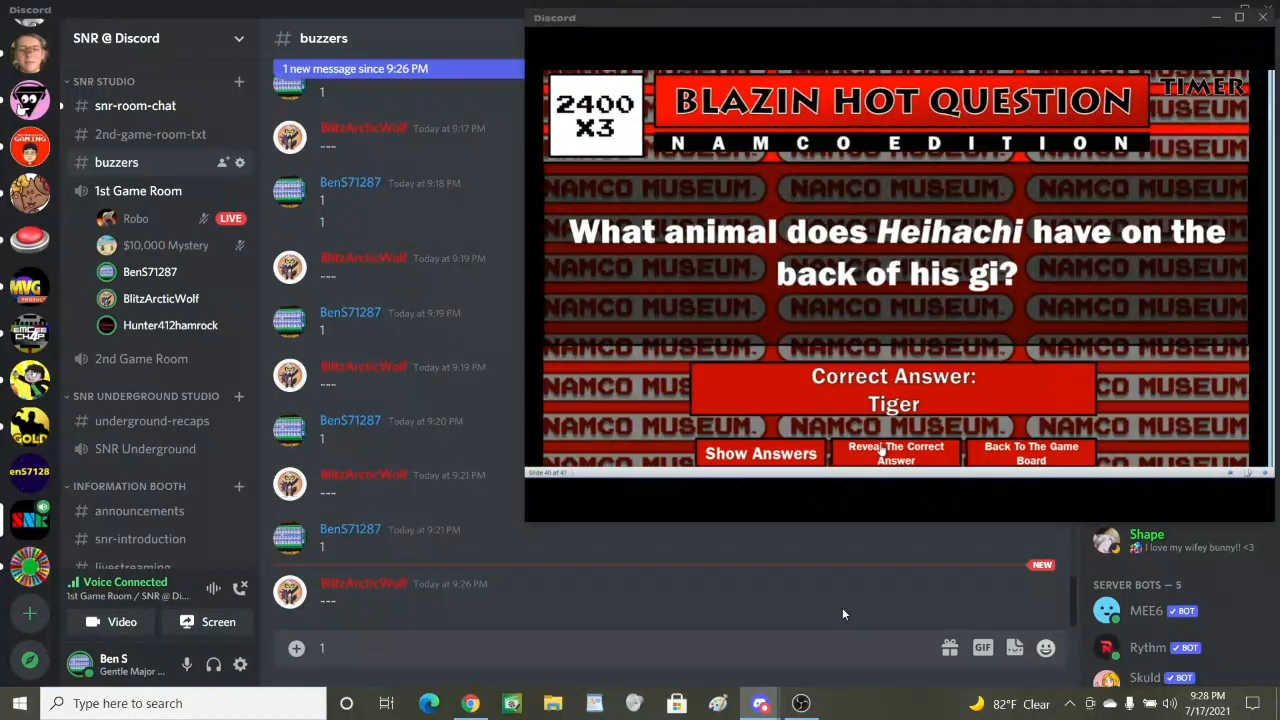 Discord
SNR @ Discord
SNR STUDIO
snr-room-chat
2nd-game-room-txt
buzzers
1st Game Room
Robo
LIVE
$10,000 Mystery
BenS71287
BlitzArcticWolf
Hunter412hamrock
2nd Game Room
SNR UNDERGROUND STUDIO
underground-recaps
SNR Underground
INFORMATION BOOTH
announcements
snr-introduction
livestreaming
Voice Connected
1st Game Room / SNR @ Di...
Video
Screen
Ben S
Gentle Major ...
# buzzers
1 new message since 9:26 PM
1
BlitzArcticWolf Today at 9:17 PM
~~~
BenS71287 Today at 9:18 PM
1
1
BlitzArcticWolf Today at 9:19 PM
~~~
BenS71287 Today at 9:19 PM
1
BlitzArcticWolf Today at 9:19 PM
~~~
BenS71287 Today at 9:20 PM
1
BlitzArcticWolf Today at 9:21 PM
~~~
BenS71287 Today at 9:21 PM
1
NEW
BlitzArcticWolf Today at 9:26 PM
~~~
1
GIF
Discord
2400
X3
BLAZIN HOT QUESTION
NAMCO EDITION
TIMER
What animal does Heihachi have on the
back of his gi?
Correct Answer:
Tiger
Show Answers
Reveal The Correct
Answer
Back To The Game
Board
Slide 40 of 47
Shape
I love my wifey bunny!! <3
SERVER BOTS — 5
MEE6 BOT
Rythm BOT
Skuld BOT
Type here to search
82°F Clear
9:28 PM
7/17/2021